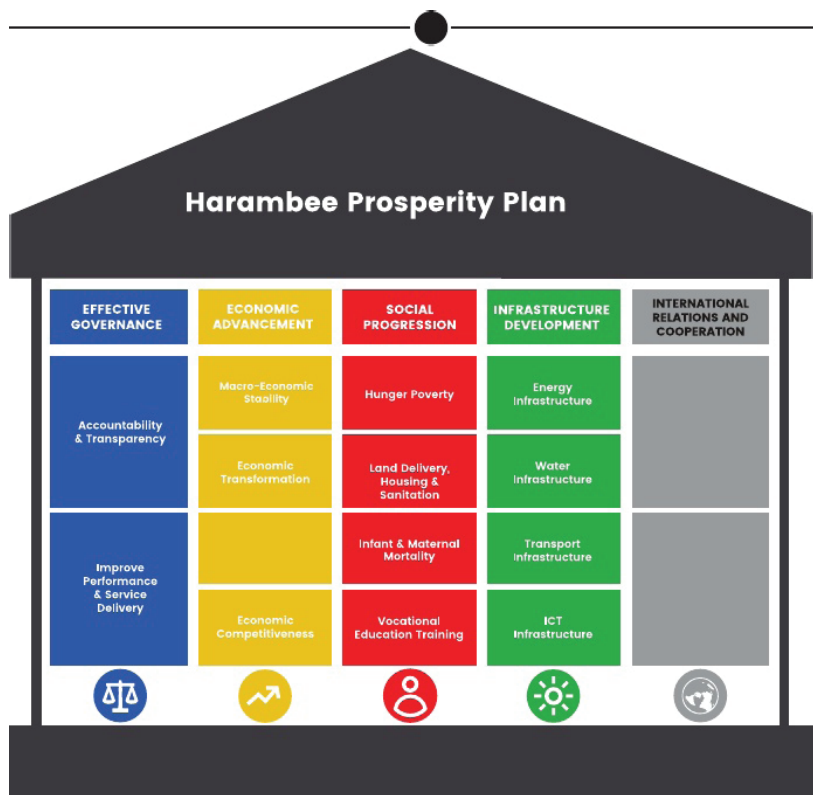 Harambee Prosperity Plan
EFFECTIVE
GOVERNANCE
Accountability
& Transparency
Improve
Performance
& Service
Delivery
ECONOMIC
ADVANCEMENT
Macro-Economic
Staollity
Economic
Transformation
Economic
Competitiveness
SOCIAL
PROGRESSION
Hunger Poverty
Land Delivery,
Housing &
Sanitation
Infant & Maternal
Mortality
Vocational
Education Training
INFRASTRUCTURE
DEVELOPMENT
Energy
Infrastructure
Water
Infrastructure
Transport
Infrastructure
ICT
Infrastructure
INTERNATIONAL
RELATIONS AND
COOPERATION